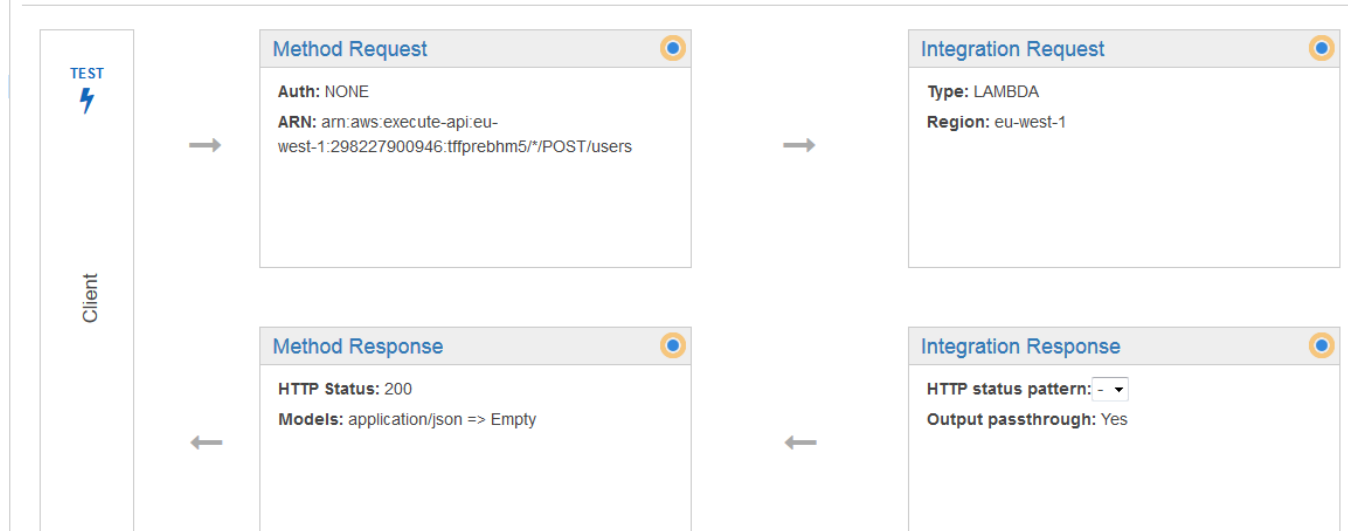 TEST
Client
Method Request
Auth: NONE
ARN: arn:aws:execute-api:eu-
west-1:298227900946:tffprebhm5/*/POST/users
Integration Request
Type: LAMBDA
Region: eu-west-1
Method Response
HTTP Status: 200
Models: application/json => Empty
Integration Response
HTTP status pattern: -
Output passthrough: Yes